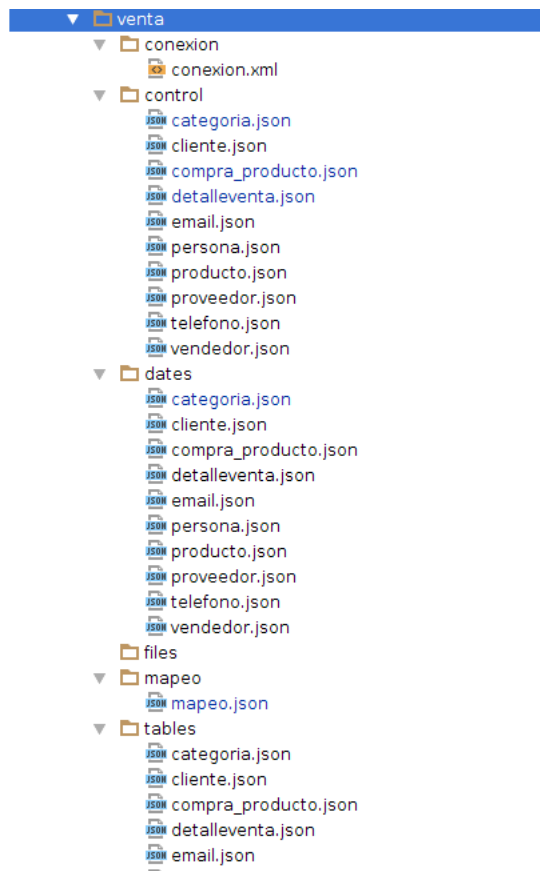 venta
conexion
conexion.xml
control
categoria.json
cliente.json
compra_producto.json
detalleventa.json
email.json
persona.json
producto.json
proveedor.json
telefono.json
vendedor.json
dates
categoria.json
cliente.json
compra_producto.json
detalleventa.json
email.json
persona.json
producto.json
proveedor.json
telefono.json
vendedor.json
files
mapeo
mapeo.json
tables
categoria.json
cliente.json
compra_producto.json
detalleventa.json
email.json